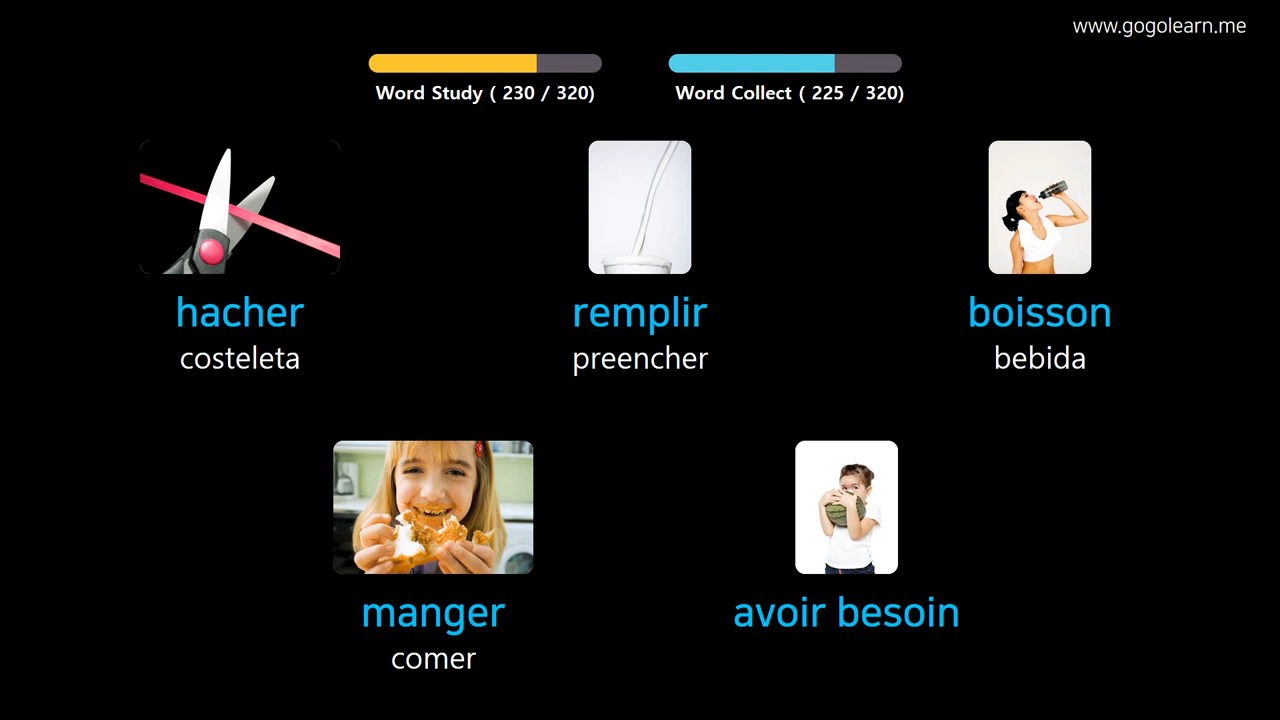 www.gogolearn.me
Word Study ( 230 / 320)
Word Collect ( 225 / 320)
hacher
costeleta
remplir
preencher
boisson
bebida
manger
comer
avoir besoin